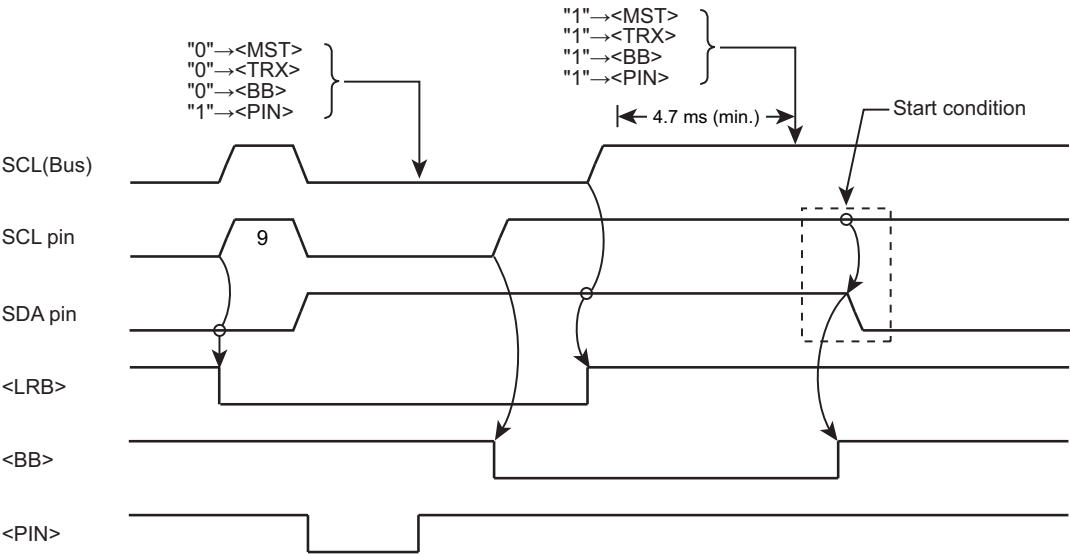 "0"→<MST>
"0"→<TRX>
"0"→<BB>
"1"→<PIN>
"1"→<MST>
"1"→<TRX>
"1"→<BB>
"1"→<PIN>
4.7 ms (min.)
Start condition
SCL(Bus)
SCL pin
9
SDA pin
<LRB>
<BB>
<PIN>